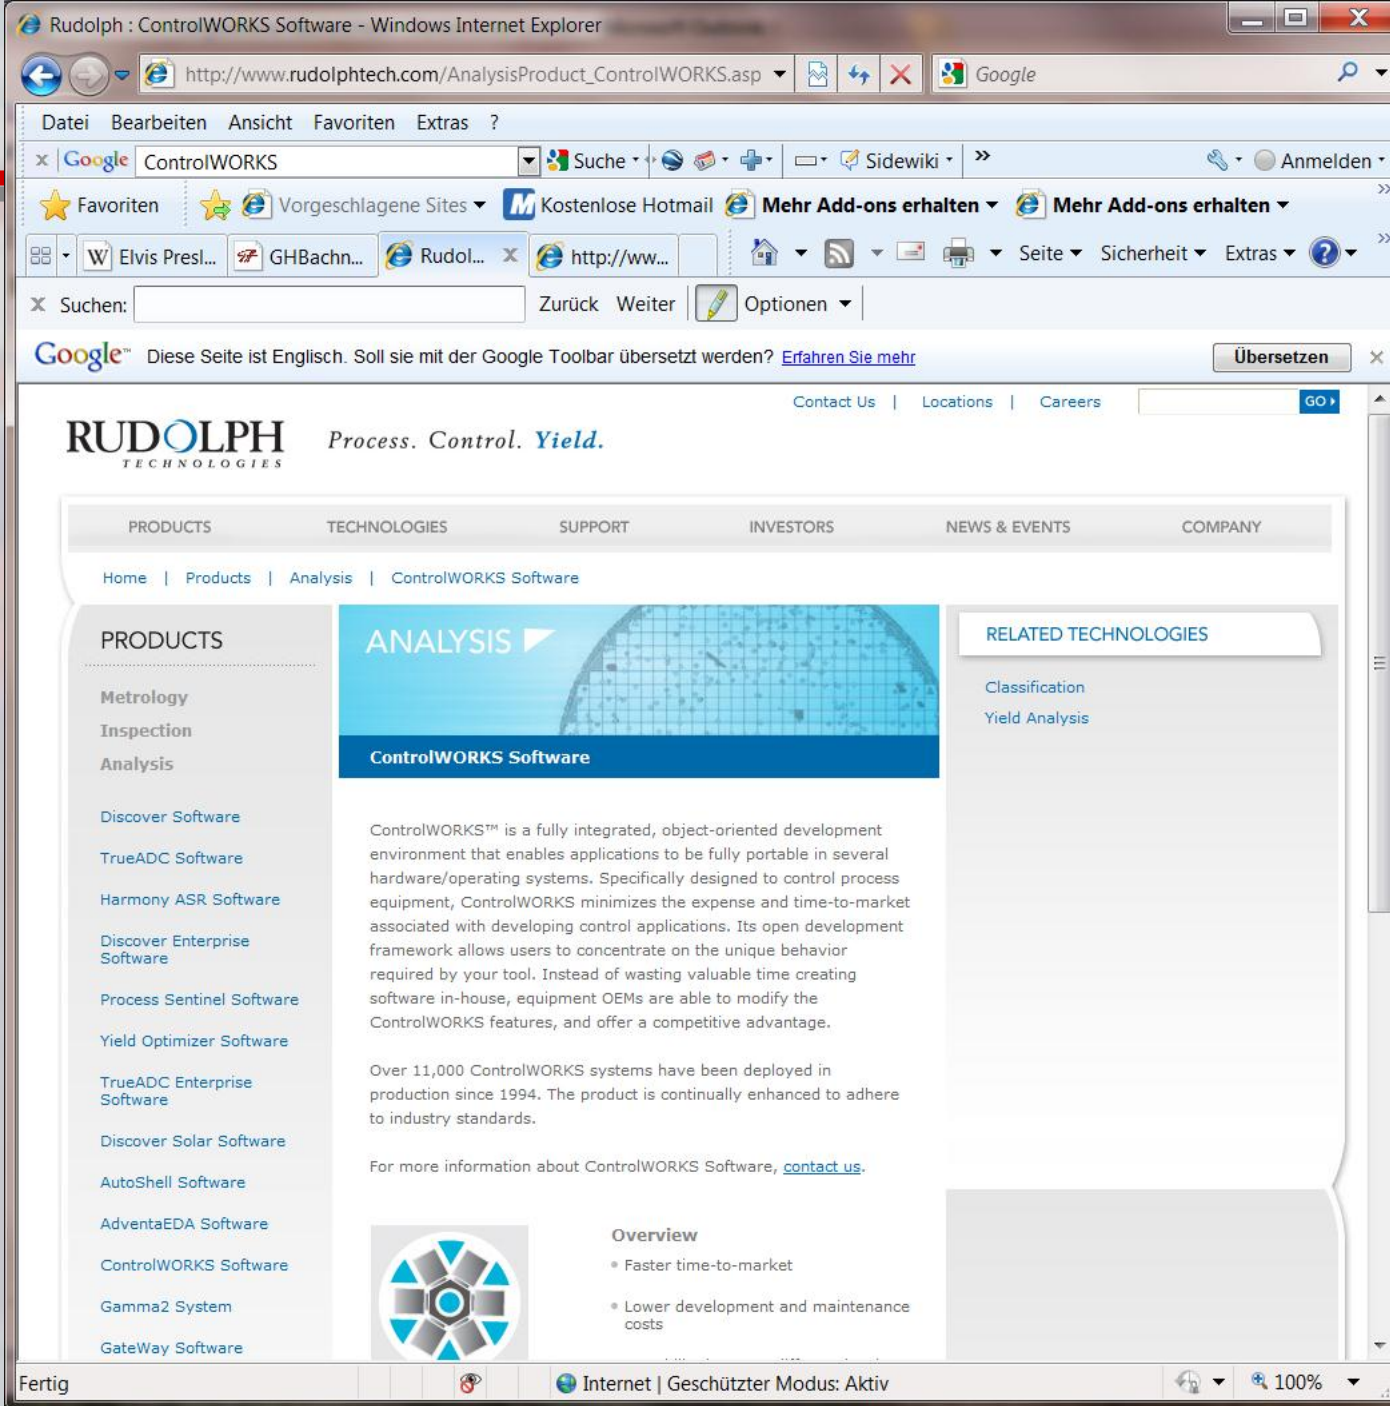 Rudolph : ControlWORKS Software - Windows Internet Explorer
http://www.rudolphtech.com/AnalysisProduct_ControlWORKS.asp
Google
Datei Bearbeiten Ansicht Favoriten Extras ?
x Google ControlWORKS Suche Sidewiki » Anmelden
Favoriten Vorgeschlagene Sites Kostenlose Hotmail Mehr Add-ons erhalten Mehr Add-ons erhalten »
W Elvis Presl... GHBachn... Rudol... x http://ww... Seite Sicherheit Extras »
x Suchen: Zurück Weiter Optionen
Google™ Diese Seite ist Englisch. Soll sie mit der Google Toolbar übersetzt werden? Erfahren Sie mehr Übersetzen ×
Contact Us | Locations | Careers GO
RUDOLPH
TECHNOLOGIES
Process. Control. Yield.
PRODUCTS TECHNOLOGIES SUPPORT INVESTORS NEWS & EVENTS COMPANY
Home | Products | Analysis | ControlWORKS Software
PRODUCTS
Metrology
Inspection
Analysis
Discover Software
TrueADC Software
Harmony ASR Software
Discover Enterprise
Software
Process Sentinel Software
Yield Optimizer Software
TrueADC Enterprise
Software
Discover Solar Software
AutoShell Software
AdventaEDA Software
ControlWORKS Software
Gamma2 System
GateWay Software
ANALYSIS
ControlWORKS Software
ControlWORKS™ is a fully integrated, object-oriented development
environment that enables applications to be fully portable in several
hardware/operating systems. Specifically designed to control process
equipment, ControlWORKS minimizes the expense and time-to-market
associated with developing control applications. Its open development
framework allows users to concentrate on the unique behavior
required by your tool. Instead of wasting valuable time creating
software in-house, equipment OEMs are able to modify the
ControlWORKS features, and offer a competitive advantage.
Over 11,000 ControlWORKS systems have been deployed in
production since 1994. The product is continually enhanced to adhere
to industry standards.
For more information about ControlWORKS Software, contact us.
Overview
• Faster time-to-market
• Lower development and maintenance
costs
RELATED TECHNOLOGIES
Classification
Yield Analysis
Fertig Internet | Geschützter Modus: Aktiv 100%